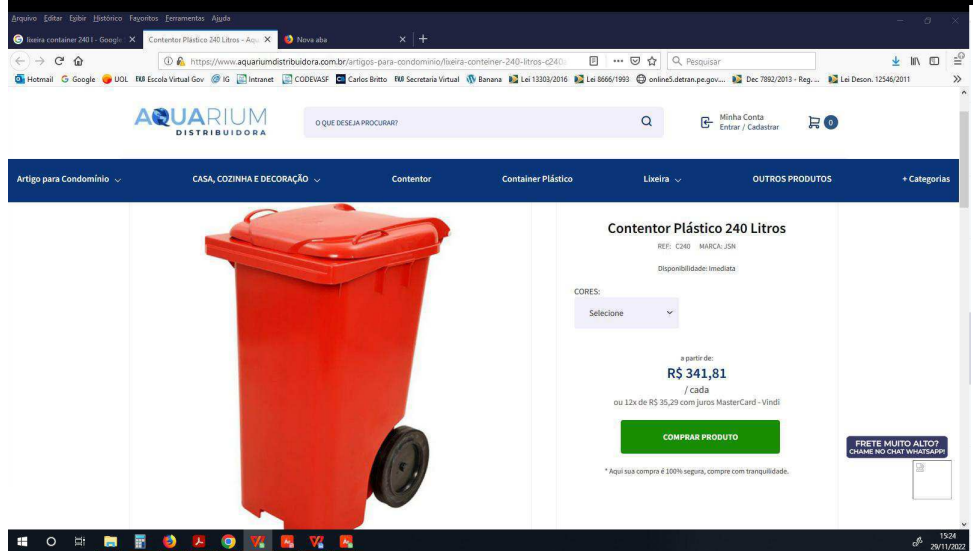 Arquivo Editar Exibir Histórico Favoritos Ferramentas Ajuda
lixeira container 240 l - Google
Contentor Plástico 240 Litros - Aqu
Nova aba
https://www.aquariumdistribuidora.com.br/artigos-para-condominio/lixeira-conteiner-240-litros-c240
Pesquisar
Hotmail Google UOL Escola Virtual Gov IG Intranet CODEVASF Carlos Britto Secretaria Virtual Banana Lei 13303/2016 Lei 8666/1993 online5.detran.pe.gov.... Dec 7892/2013 - Reg. ... Lei Deson. 12546/2011
AQUARIUM
DISTRIBUIDORA
O QUE DESEJA PROCURAR?
Minha Conta
Entrar / Cadastrar
0
Artigo para Condomínio CASA, COZINHA E DECORAÇÃO Contentor Container Plástico Lixeira OUTROS PRODUTOS + Categorias
Contentor Plástico 240 Litros
REF: C240 MARCA: JSN
Disponibilidade: Imediata
CORES:
Selecione
a partir de:
R$ 341,81
/ cada
ou 12x de R$ 35,29 com juros MasterCard - Vindi
COMPRAR PRODUTO
* Aqui sua compra é 100% segura, compre com tranquilidade.
FRETE MUITO ALTO?
CHAME NO CHAT WHATSAPP!
15:24
29/11/2022